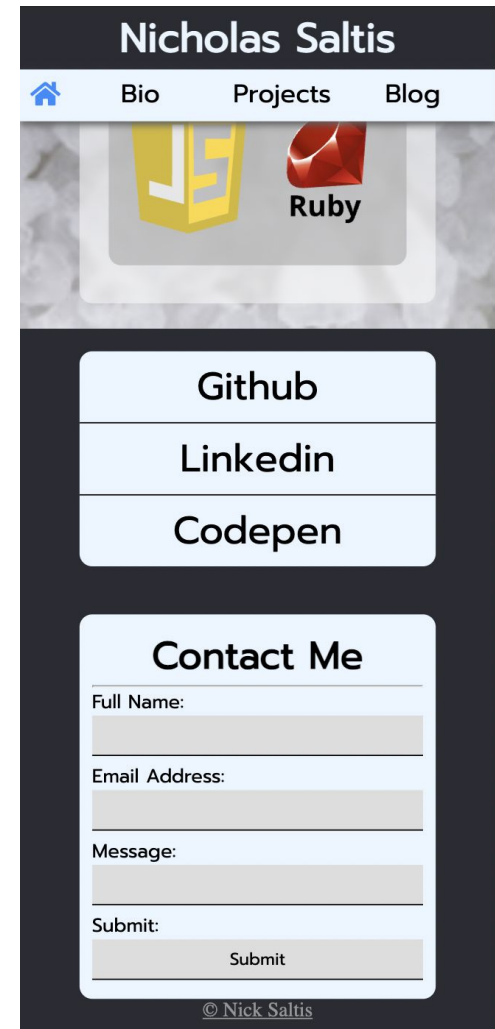 Nicholas Saltis
Bio Projects Blog
JS
Ruby
Github
Linkedin
Codepen
Contact Me
Full Name:
Email Address:
Message:
Submit:
Submit
© Nick Saltis